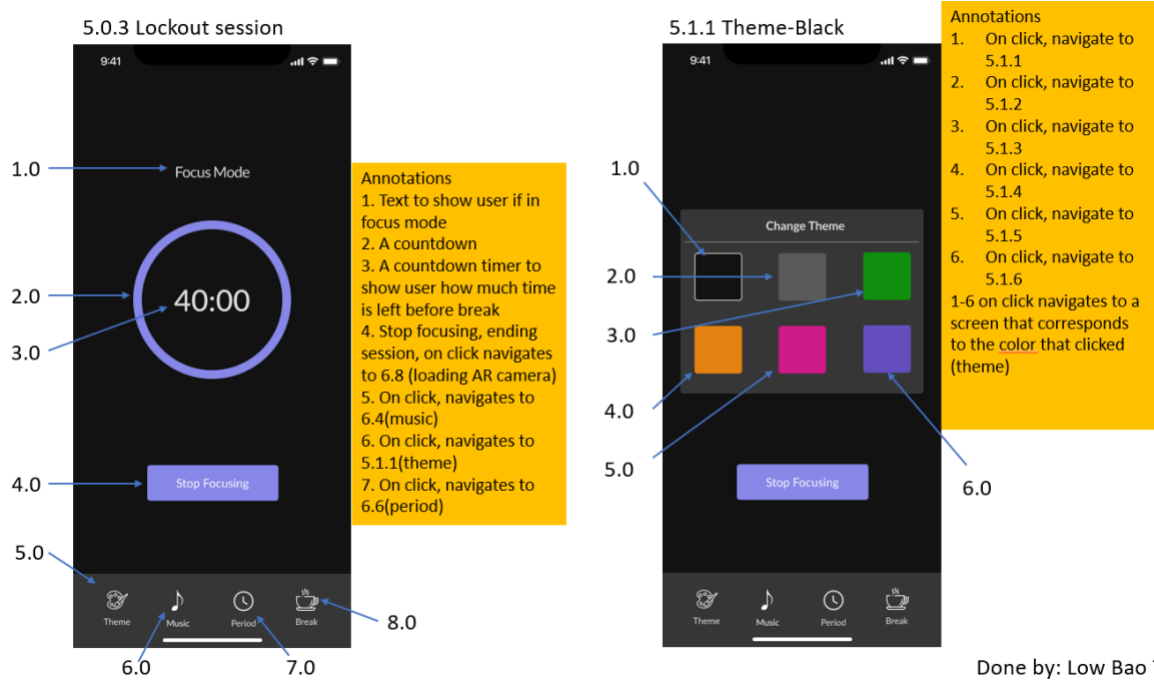 5.0.3 Lockout session
9:41
1.0
Focus Mode
2.0
40:00
3.0
4.0
Stop Focusing
5.0
Theme
Music
Period
Break
6.0
7.0
8.0
Annotations
1. Text to show user if in
focus mode
2. A countdown
3. A countdown timer to
show user how much time
is left before break
4. Stop focusing, ending
session, on click navigates
to 6.8 (loading AR camera)
5. On click, navigates to
6.4(music)
6. On click, navigates to
5.1.1(theme)
7. On click, navigates to
6.6(period)
5.1.1 Theme-Black
9:41
1.0
Change Theme
2.0
3.0
4.0
5.0
6.0
Stop Focusing
Theme
Music
Period
Break
Annotations
1. On click, navigate to
5.1.1
2. On click, navigate to
5.1.2
3. On click, navigate to
5.1.3
4. On click, navigate to
5.1.4
5. On click, navigate to
5.1.5
6. On click, navigate to
5.1.6
1-6 on click navigates to a
screen that corresponds
to the color that clicked
(theme)
Done by: Low Bao